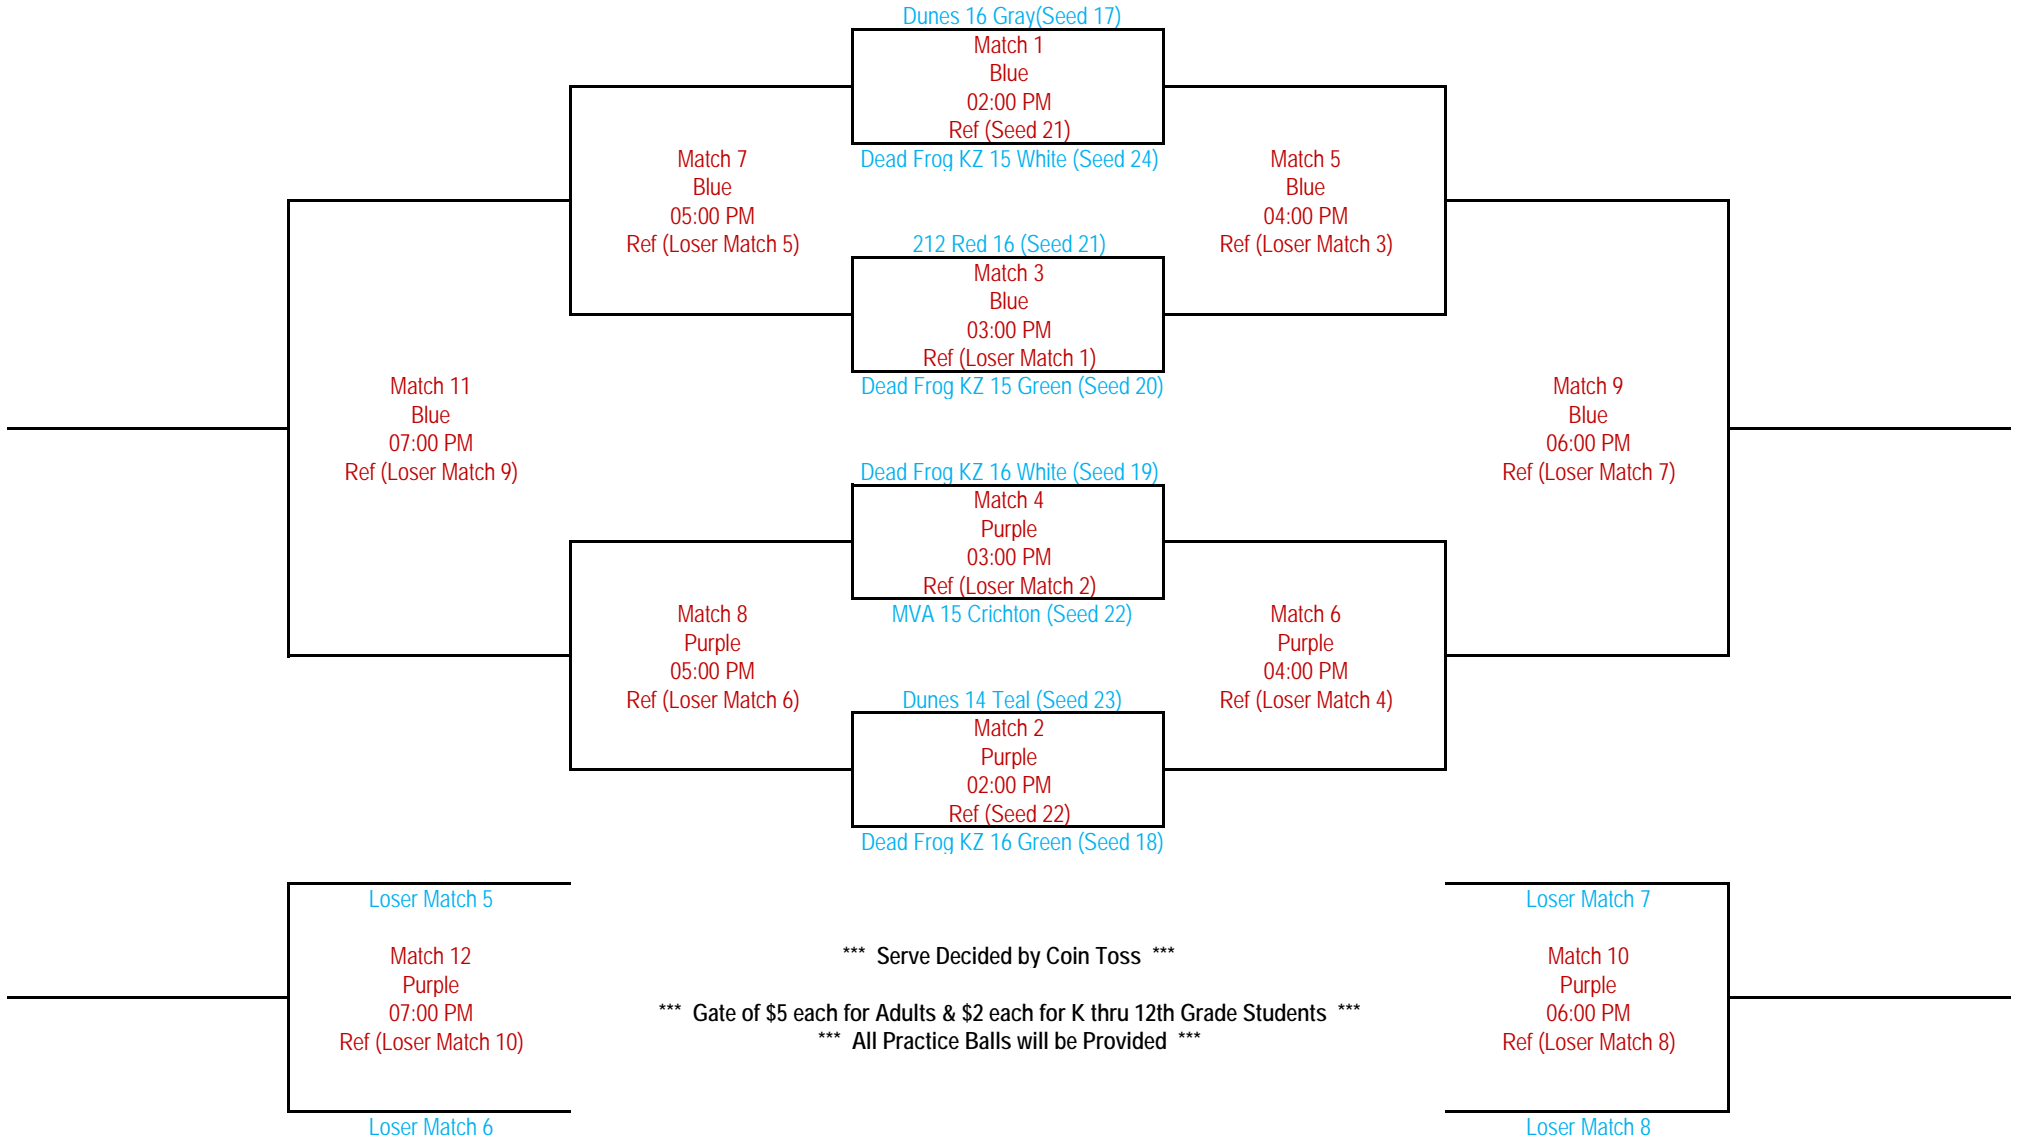 Dunes 16 Gray(Seed 17)
Match 1
Blue
02:00 PM
Ref (Seed 21)
Dead Frog KZ 15 White (Seed 24)
Match 7
Blue
05:00 PM
Ref (Loser Match 5)
Match 5
Blue
04:00 PM
Ref (Loser Match 3)
212 Red 16 (Seed 21)
Match 3
Blue
03:00 PM
Ref (Loser Match 1)
Dead Frog KZ 15 Green (Seed 20)
Match 11
Blue
07:00 PM
Ref (Loser Match 9)
Match 9
Blue
06:00 PM
Ref (Loser Match 7)
Dead Frog KZ 16 White (Seed 19)
Match 4
Purple
03:00 PM
Ref (Loser Match 2)
MVA 15 Crichton (Seed 22)
Match 8
Purple
05:00 PM
Ref (Loser Match 6)
Match 6
Purple
04:00 PM
Ref (Loser Match 4)
Dunes 14 Teal (Seed 23)
Match 2
Purple
02:00 PM
Ref (Seed 22)
Dead Frog KZ 16 Green (Seed 18)
Loser Match 5
Match 12
Purple
07:00 PM
Ref (Loser Match 10)
Loser Match 6
*** Serve Decided by Coin Toss ***
*** Gate of $5 each for Adults & $2 each for K thru 12th Grade Students ***
*** All Practice Balls will be Provided ***
Loser Match 7
Match 10
Purple
06:00 PM
Ref (Loser Match 8)
Loser Match 8